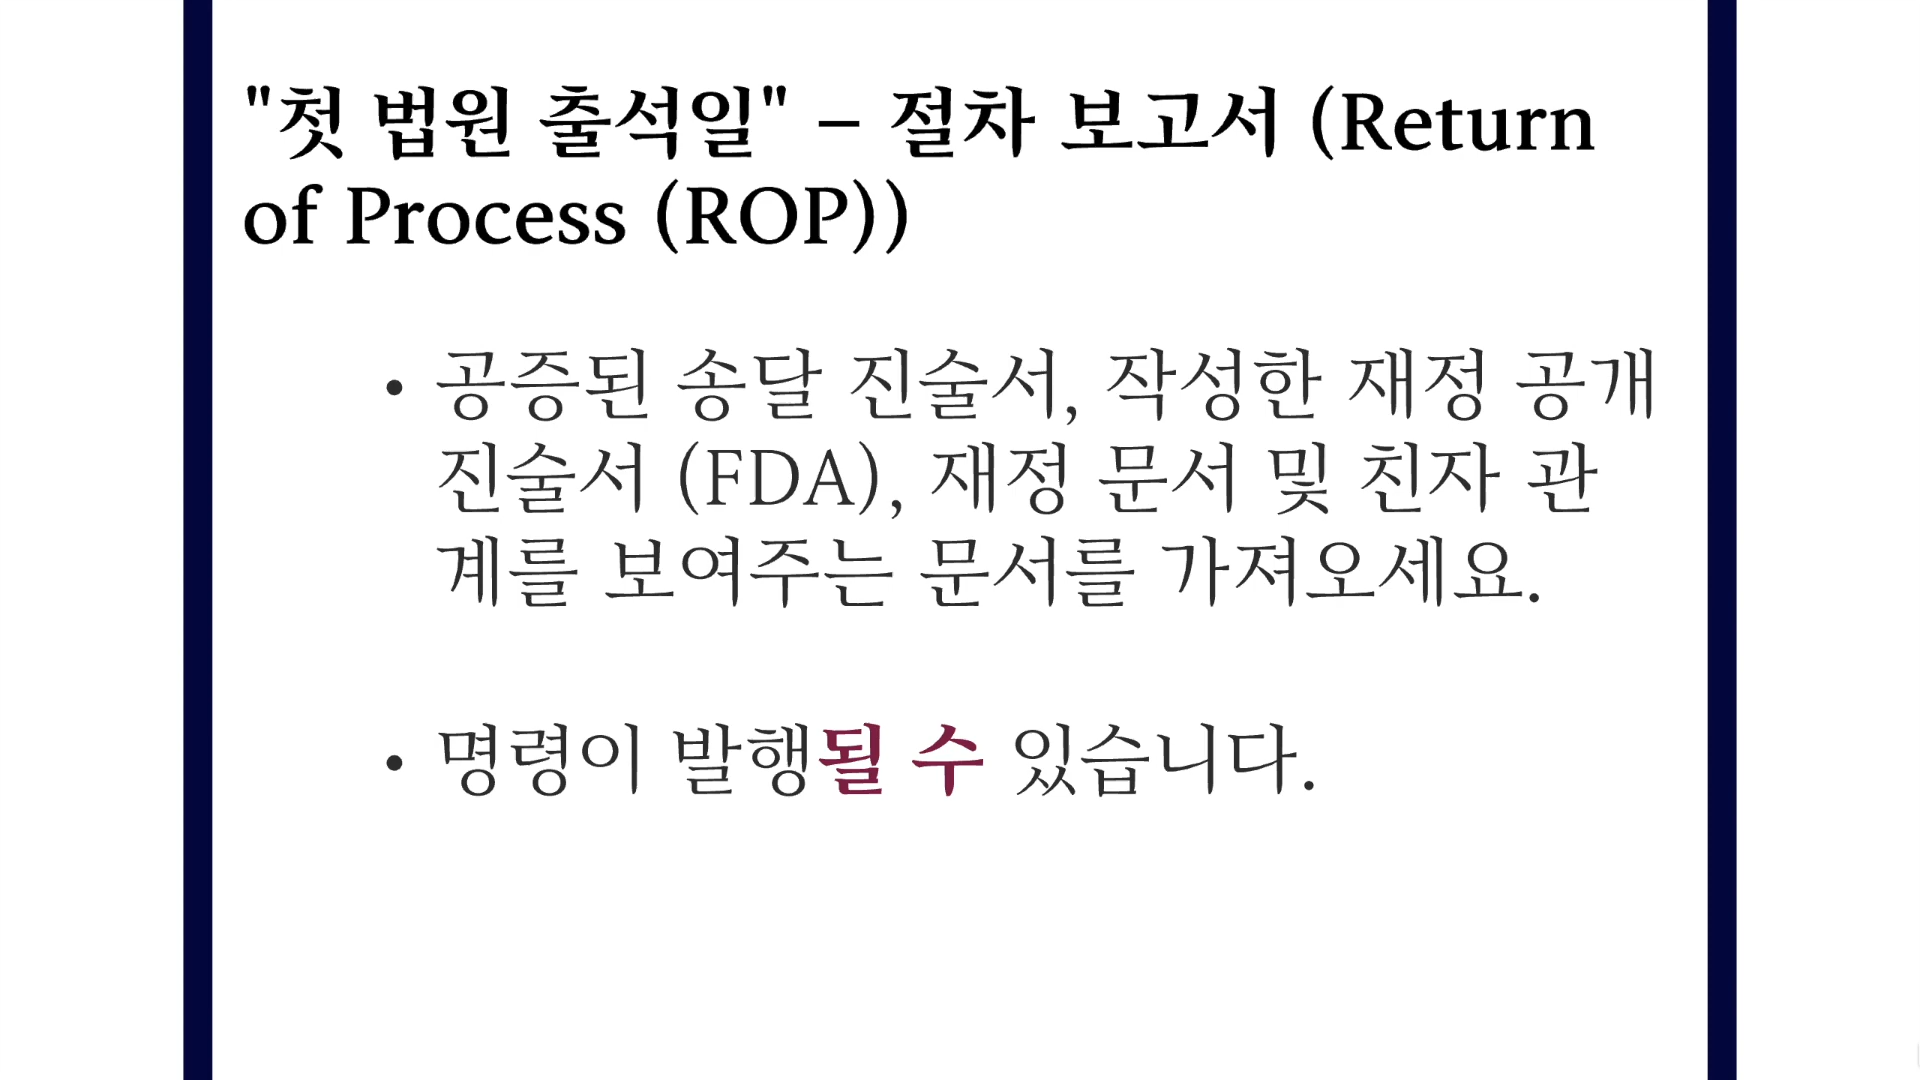 "첫 법원 출석일" – 절차 보고서 (Return
of Process (ROP))
• 공증된 송달 진술서, 작성한 재정 공개
진술서 (FDA), 재정 문서 및 친자 관
계를 보여주는 문서를 가져오세요.
• 명령이 발행될 수 있습니다.